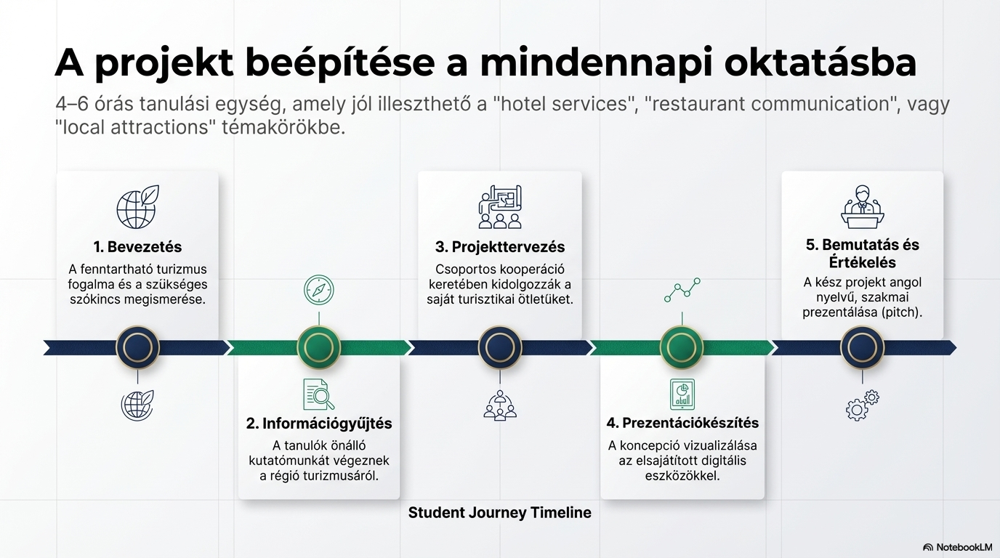 A projekt beépítése a mindennapi oktatásba
4–6 órás tanulási egység, amely jól illeszthető a "hotel services", "restaurant communication", vagy
"local attractions" témakörökbe.
1. Bevezetés
A fenntartható turizmus
fogalma és a szükséges
szókincs megismerése.
2. Információgyűjtés
A tanulók önálló
kutatómunkát végeznek
a régió turizmusáról.
3. Projekttervezés
Csoportos kooperáció
keretében kidolgozzák a
saját turisztikai ötletüket.
4. Prezentációkészítés
A koncepció vizualizálása
az elsajátított digitális
eszközökkel.
5. Bemutatás és
Értékelés
A kész projekt angol
nyelvű, szakmai
prezentálása (pitch).
Student Journey Timeline
NotebookLM